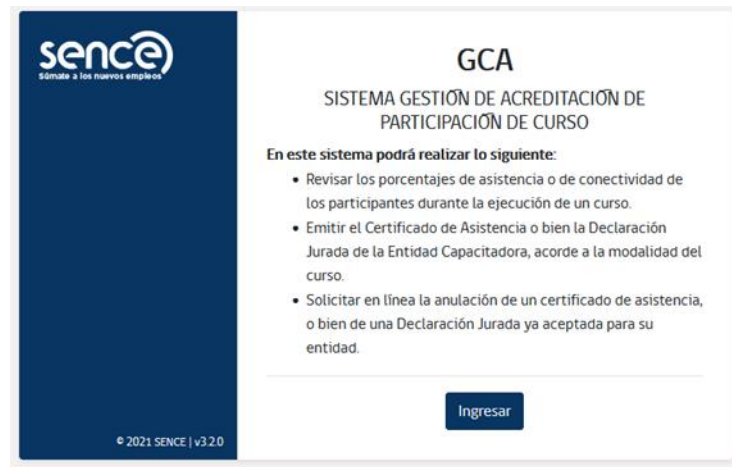 sence
Súmate a los nuevos empleos
GCA
SISTEMA GESTIÓN DE ACREDITACIÓN DE
PARTICIPACIÓN DE CURSO
En este sistema podrá realizar lo siguiente:
• Revisar los porcentajes de asistencia o de conectividad de
los participantes durante la ejecución de un curso.
• Emitir el Certificado de Asistencia o bien la Declaración
Jurada de la Entidad Capacitadora, acorde a la modalidad del
curso.
• Solicitar en línea la anulación de un certificado de asistencia,
o bien de una Declaración Jurada ya aceptada para su
entidad.
Ingresar
© 2021 SENCE | v3.2.0